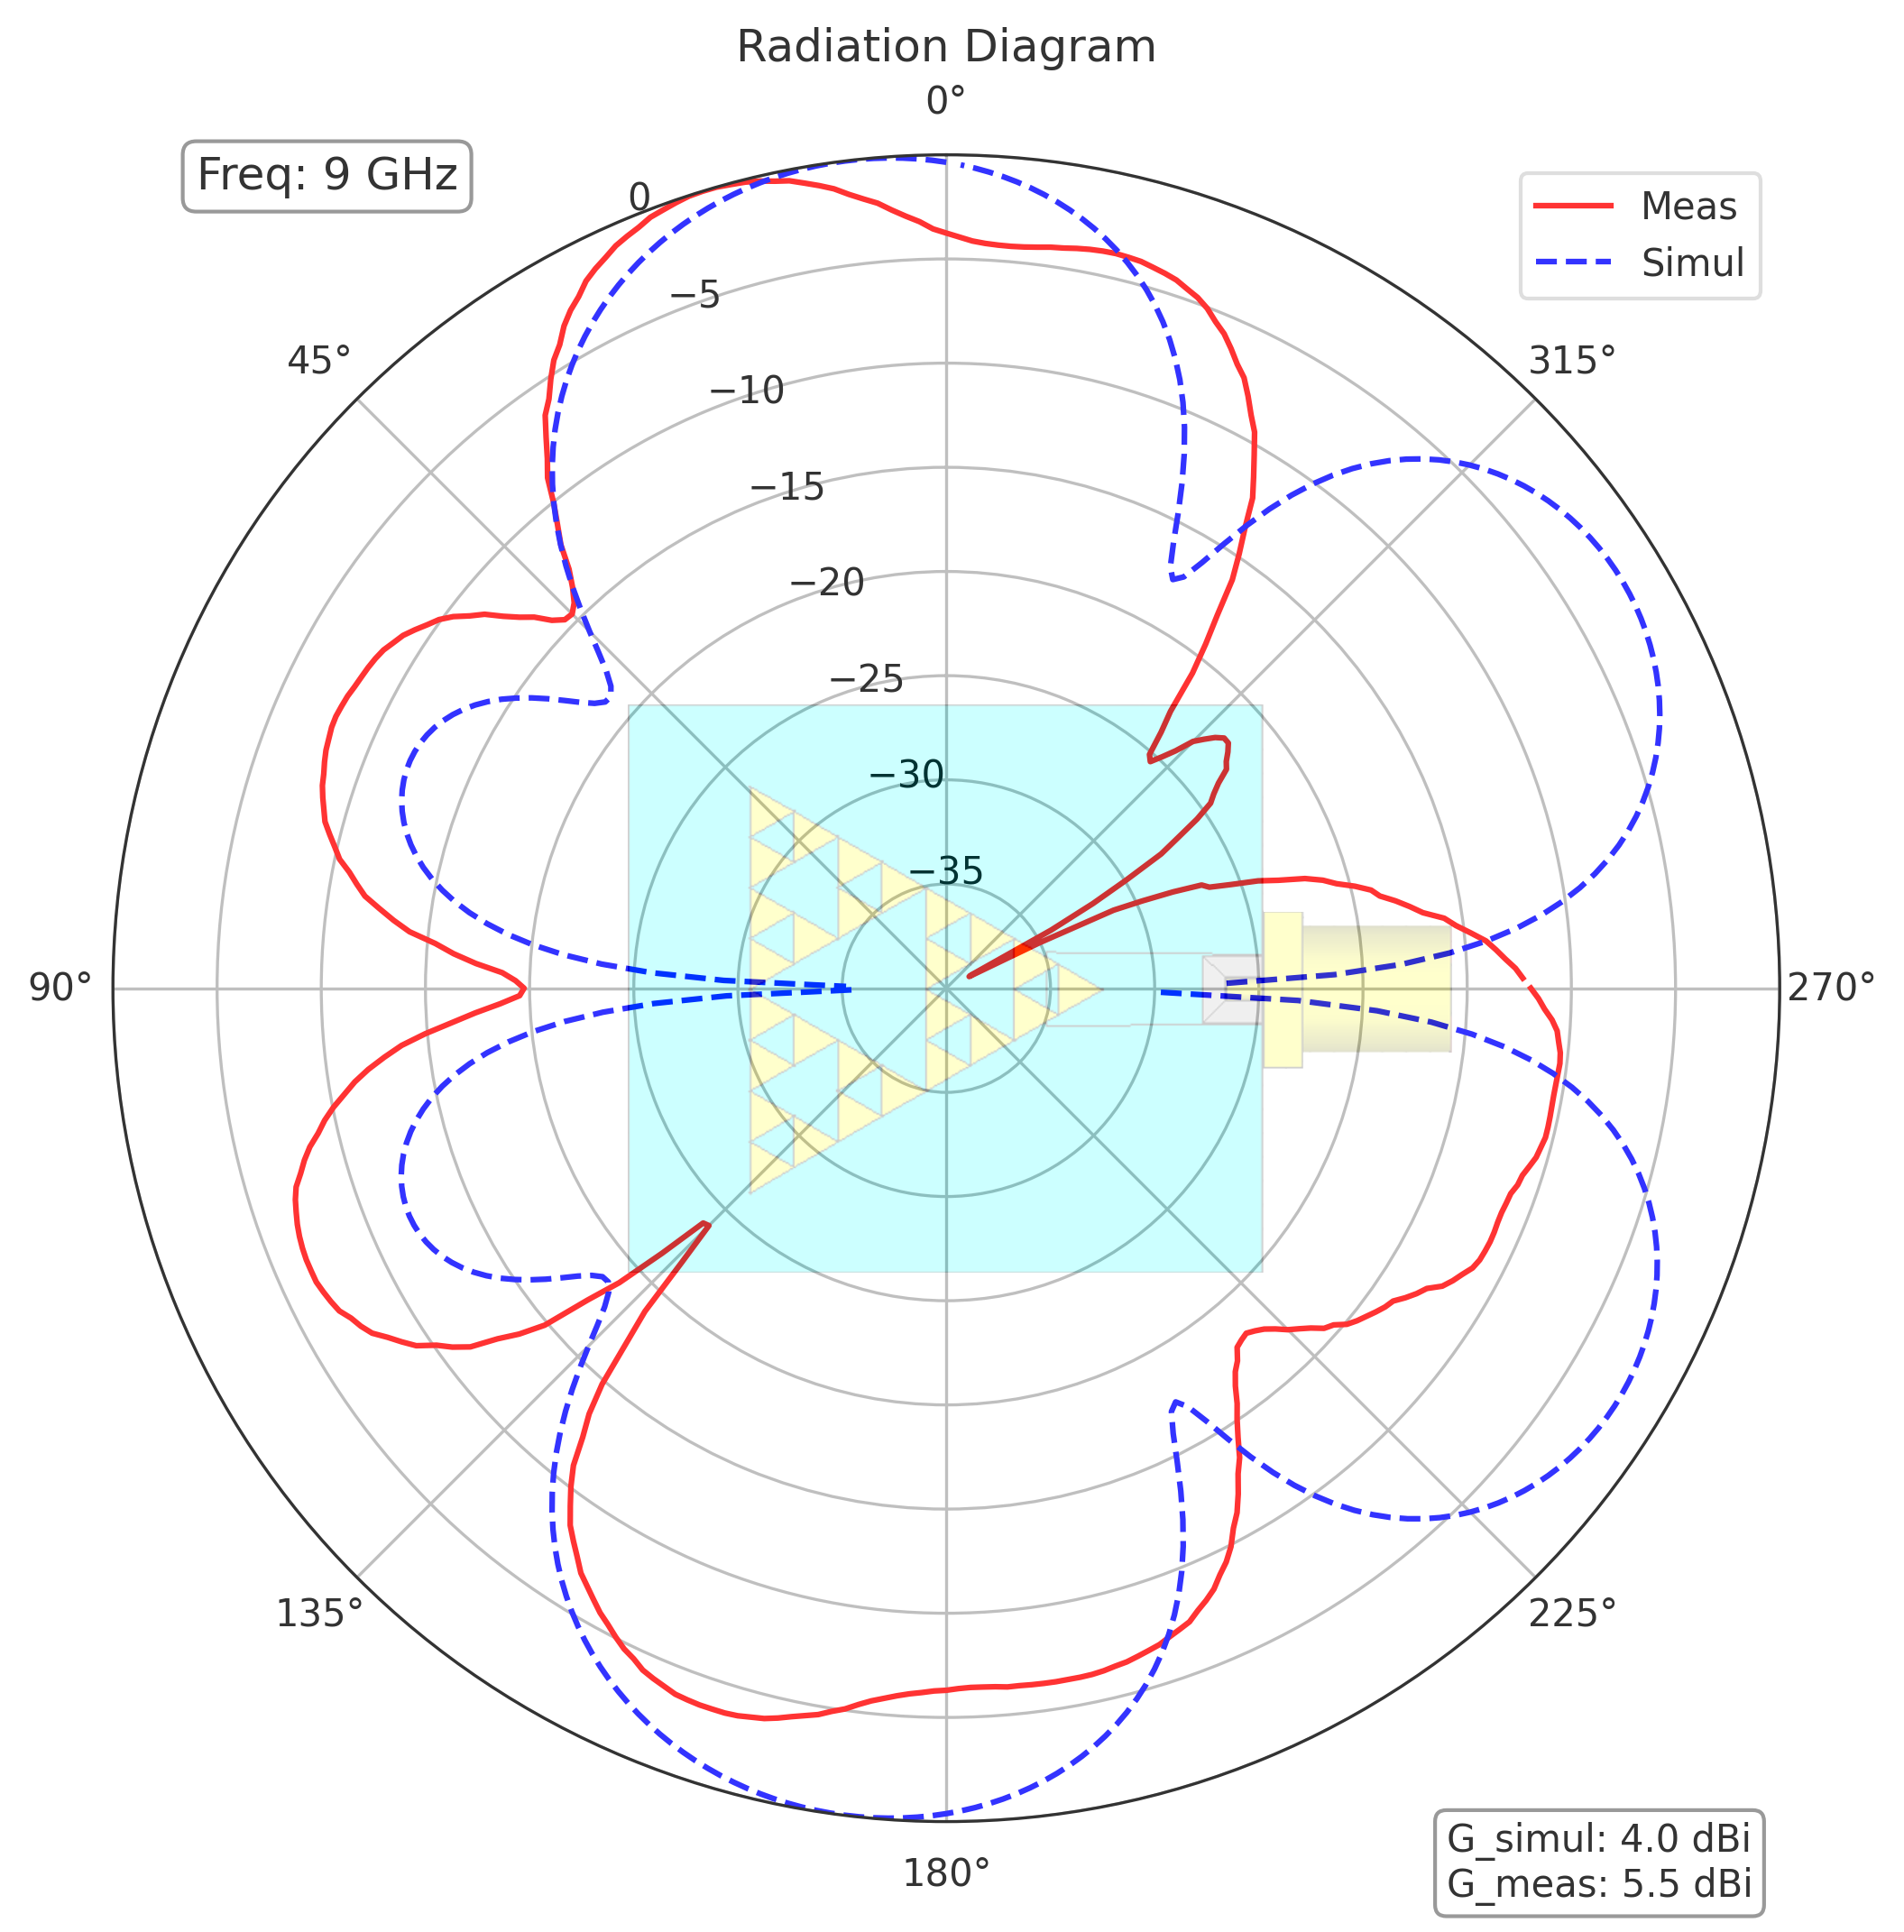 Radiation Diagram
0°
Freq: 9 GHz
Meas
Simul
0
−5
−10
−15
−20
−25
−30
−35
45°
315°
90°
270°
135°
225°
180°
G_simul: 4.0 dBi
G_meas: 5.5 dBi